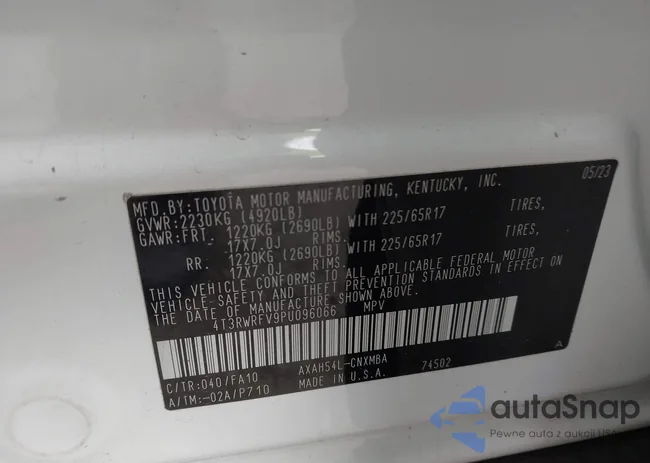 MFD. BY: TOYOTA MOTOR MANUFACTURING, KENTUCKY, INC. 05/23
GVWR: 2230KG (4920LB)
GAWR: FRT. 1220KG (2690LB) WITH 225/65R17 TIRES,
17X7.0J RIMS.
RR. 1220KG (2690LB) WITH 225/65R17 TIRES,
17X7.0J RIMS.
THIS VEHICLE CONFORMS TO ALL APPLICABLE FEDERAL MOTOR
VEHICLE-SAFETY AND THEFT PREVENTION STANDARDS IN EFFECT ON
THE DATE OF MANUFACTURE SHOWN ABOVE.
4T3RWRFV9PU096066 MPV
C/TR:040/FA10 AXAH54L-CNXMBA 74502 A
A/TM:-02A/P710 MADE IN U.S.A.
autaSnap
Pewne auta z aukcji USA